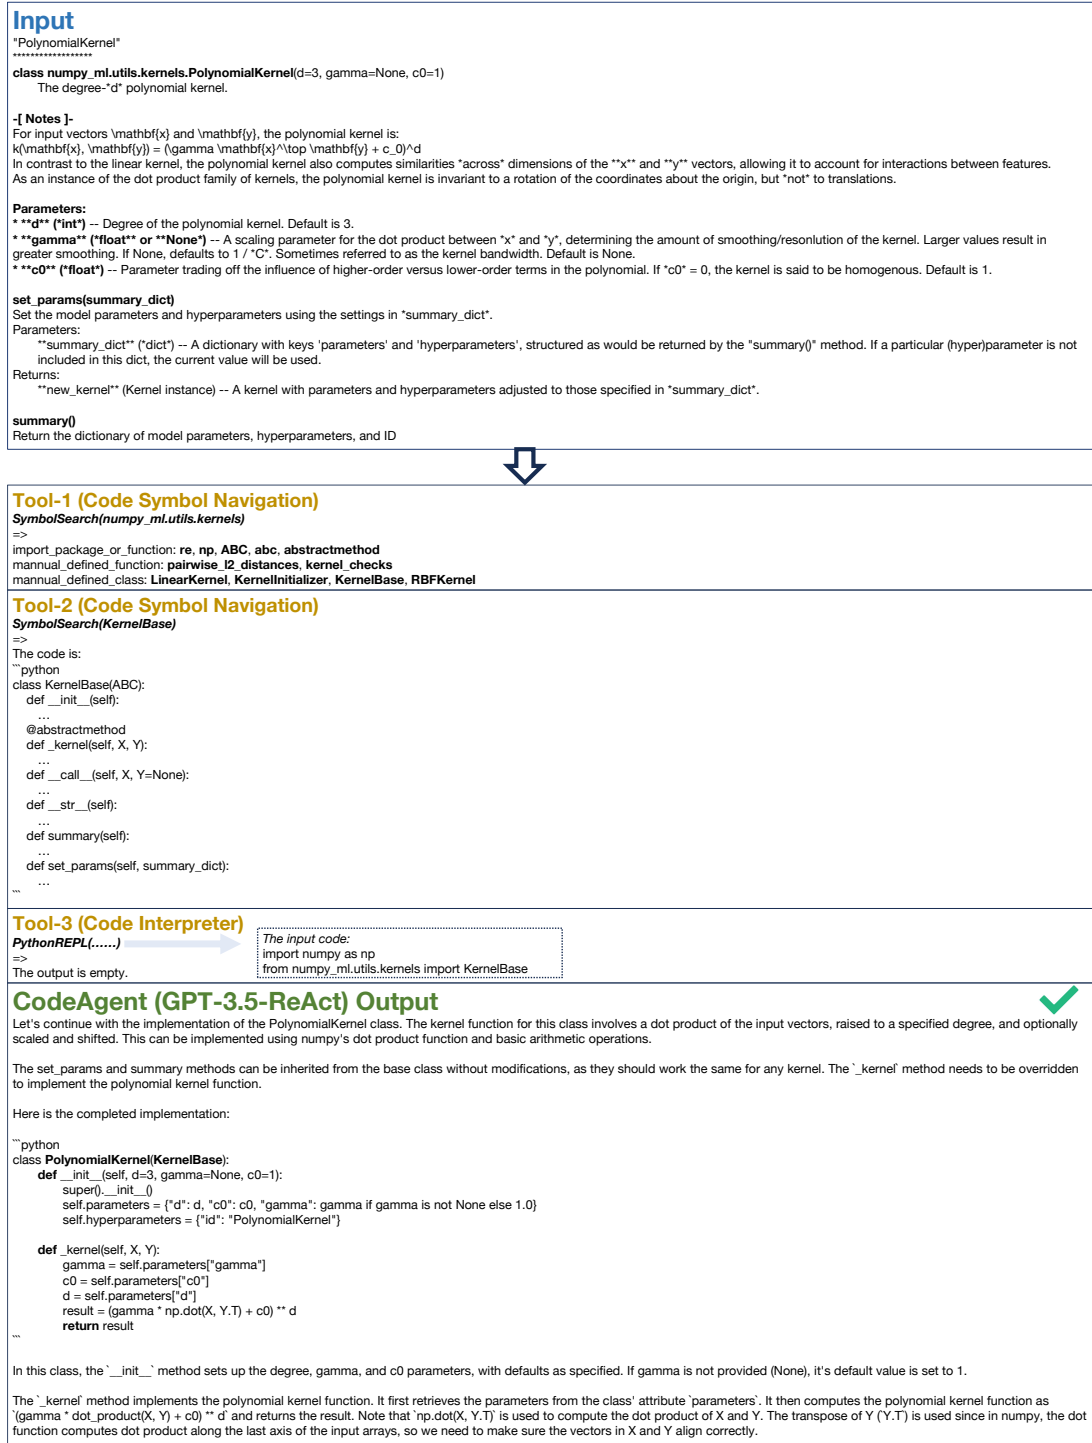 Input
"PolynomialKernel"
******************
class numpy_ml.utils.kernels.PolynomialKernel(d=3, gamma=None, c0=1)
The degree-*d* polynomial kernel.
-[ Notes ]-
For input vectors \mathbf{x} and \mathbf{y}, the polynomial kernel is:
k(\mathbf{x}, \mathbf{y}) = (\gamma \mathbf{x}^\top \mathbf{y} + c_0)^d
In contrast to the linear kernel, the polynomial kernel also computes similarities *across* dimensions of the **x** and **y** vectors, allowing it to account for interactions between features.
As an instance of the dot product family of kernels, the polynomial kernel is invariant to a rotation of the coordinates about the origin, but *not* to translations.
Parameters:
* **d** (*int*) -- Degree of the polynomial kernel. Default is 3.
* **gamma** (*float** or **None*) -- A scaling parameter for the dot product between *x* and *y*, determining the amount of smoothing/resonlution of the kernel. Larger values result in
greater smoothing. If None, defaults to 1 / *C*. Sometimes referred to as the kernel bandwidth. Default is None.
* **c0** (*float*) -- Parameter trading off the influence of higher-order versus lower-order terms in the polynomial. If *c0* = 0, the kernel is said to be homogenous. Default is 1.
set_params(summary_dict)
Set the model parameters and hyperparameters using the settings in *summary_dict*.
Parameters:
**summary_dict** (*dict*) -- A dictionary with keys 'parameters' and 'hyperparameters', structured as would be returned by the "summary()" method. If a particular (hyper)parameter is not
included in this dict, the current value will be used.
Returns:
**new_kernel** (Kernel instance) -- A kernel with parameters and hyperparameters adjusted to those specified in *summary_dict*.
summary()
Return the dictionary of model parameters, hyperparameters, and ID
Tool-1 (Code Symbol Navigation)
SymbolSearch(numpy_ml.utils.kernels)
=>
import_package_or_function: re, np, ABC, abc, abstractmethod
mannual_defined_function: pairwise_l2_distances, kernel_checks
mannual_defined_class: LinearKernel, KernelInitializer, KernelBase, RBFKernel
Tool-2 (Code Symbol Navigation)
SymbolSearch(KernelBase)
=>
The code is:
```python
class KernelBase(ABC):
def __init__(self):
...
@abstractmethod
def _kernel(self, X, Y):
...
def __call__(self, X, Y=None):
...
def __str__(self):
...
def summary(self):
...
def set_params(self, summary_dict):
...
```
Tool-3 (Code Interpreter)
PythonREPL(......)
=>
The output is empty.
The input code:
import numpy as np
from numpy_ml.utils.kernels import KernelBase
CodeAgent (GPT-3.5-ReAct) Output
Let's continue with the implementation of the PolynomialKernel class. The kernel function for this class involves a dot product of the input vectors, raised to a specified degree, and optionally
scaled and shifted. This can be implemented using numpy's dot product function and basic arithmetic operations.
The set_params and summary methods can be inherited from the base class without modifications, as they should work the same for any kernel. The `_kernel` method needs to be overridden
to implement the polynomial kernel function.
Here is the completed implementation:
```python
class PolynomialKernel(KernelBase):
def __init__(self, d=3, gamma=None, c0=1):
super().__init__()
self.parameters = {"d": d, "c0": c0, "gamma": gamma if gamma is not None else 1.0}
self.hyperparameters = {"id": "PolynomialKernel"}
def _kernel(self, X, Y):
gamma = self.parameters["gamma"]
c0 = self.parameters["c0"]
d = self.parameters["d"]
result = (gamma * np.dot(X, Y.T) + c0) ** d
return result
```
In this class, the `__init__` method sets up the degree, gamma, and c0 parameters, with defaults as specified. If gamma is not provided (None), it's default value is set to 1.
The `_kernel` method implements the polynomial kernel function. It first retrieves the parameters from the class' attribute `parameters`. It then computes the polynomial kernel function as
`(gamma * dot_product(X, Y) + c0) ** d` and returns the result. Note that `np.dot(X, Y.T)` is used to compute the dot product of X and Y. The transpose of Y (`Y.T`) is used since in numpy, the dot
function computes dot product along the last axis of the input arrays, so we need to make sure the vectors in X and Y align correctly.